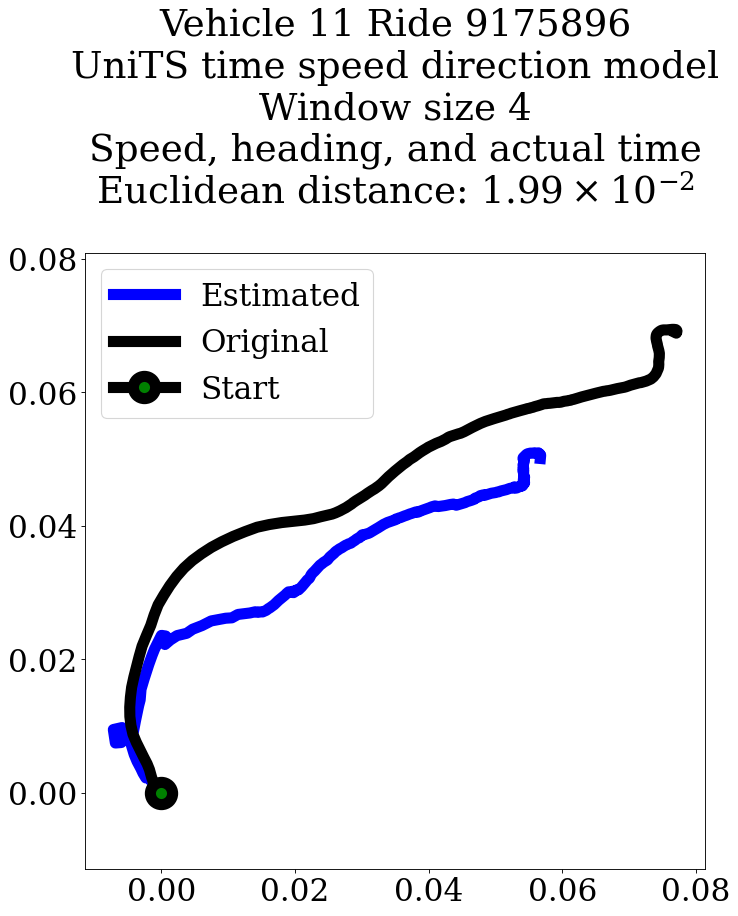 Vehicle 11 Ride 9175896
UniTS time speed direction model
Window size 4
Speed, heading, and actual time
Euclidean distance: 1.99 × 10⁻²
0.08
Estimated
Original
Start
0.06
0.04
0.02
0.00
0.00 0.02 0.04 0.06 0.08